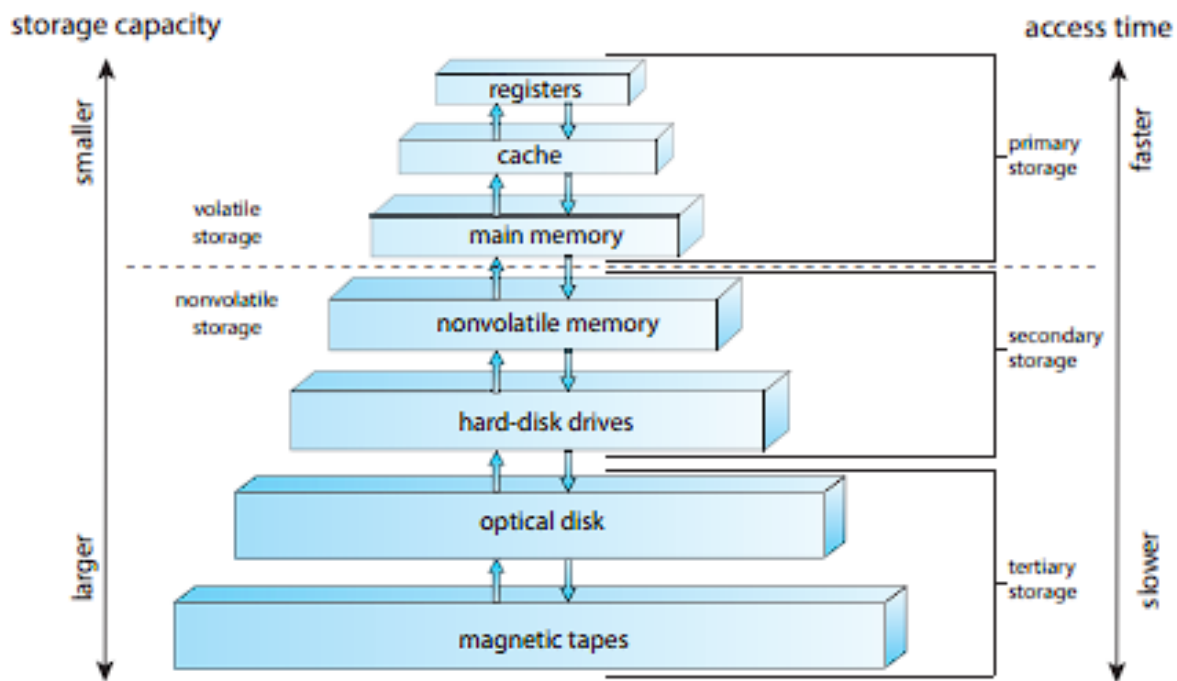 storage capacity
access time
smaller
faster
registers
cache
primary
storage
volatile
storage
main memory
nonvolatile
storage
nonvolatile memory
secondary
storage
hard-disk drives
optical disk
larger
slower
tertiary
storage
magnetic tapes